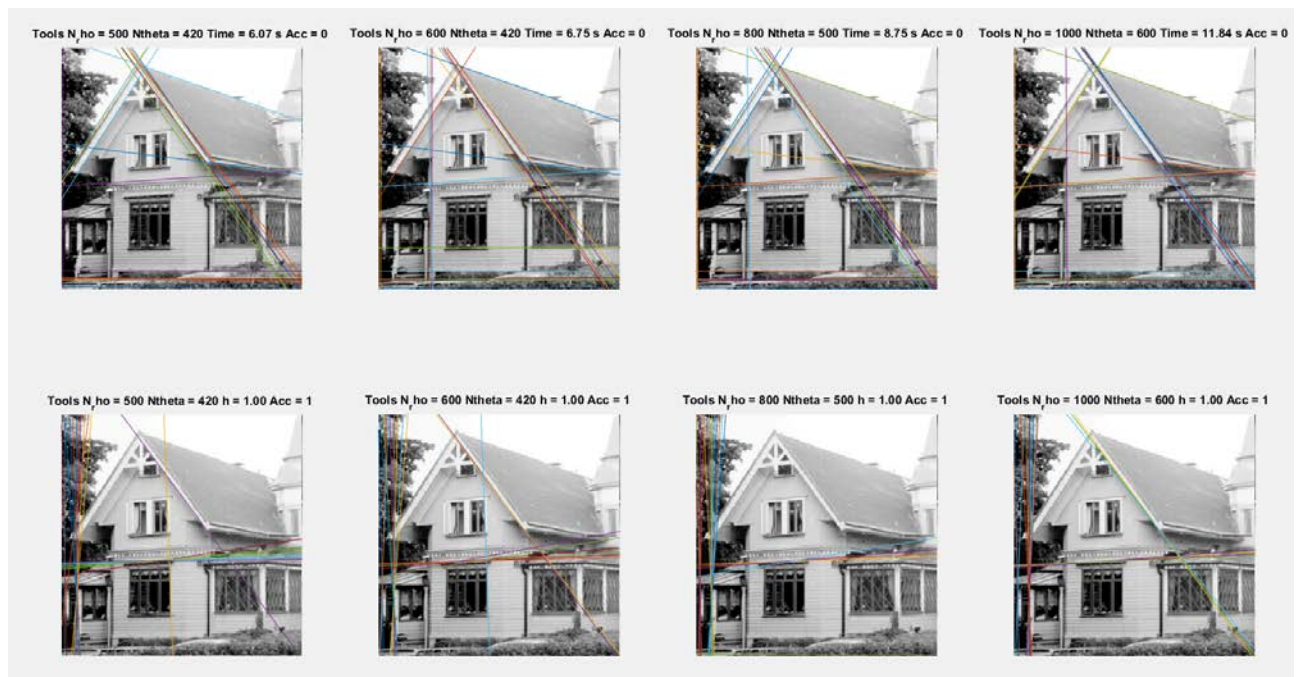 Tools N_rho = 500 Ntheta = 420 Time = 6.07 s Acc = 0
Tools N_rho = 600 Ntheta = 420 Time = 6.75 s Acc = 0
Tools N_rho = 800 Ntheta = 500 Time = 8.75 s Acc = 0
Tools N_rho = 1000 Ntheta = 600 Time = 11.84 s Acc = 0
Tools N_rho = 500 Ntheta = 420 h = 1.00 Acc = 1
Tools N_rho = 600 Ntheta = 420 h = 1.00 Acc = 1
Tools N_rho = 800 Ntheta = 500 h = 1.00 Acc = 1
Tools N_rho = 1000 Ntheta = 600 h = 1.00 Acc = 1